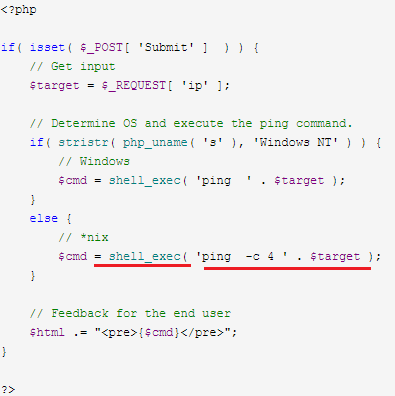 <?php
if( isset( $_POST[ 'Submit' ]  ) ) {
// Get input
$target = $_REQUEST[ 'ip' ];
// Determine OS and execute the ping command.
if( stristr( php_uname( 's' ), 'Windows NT' ) ) {
// Windows
$cmd = shell_exec( 'ping  ' . $target );
}
else {
// *nix
$cmd = shell_exec( 'ping  -c 4 ' . $target );
}
// Feedback for the end user
$html .= "<pre>{$cmd}</pre>";
}
?>